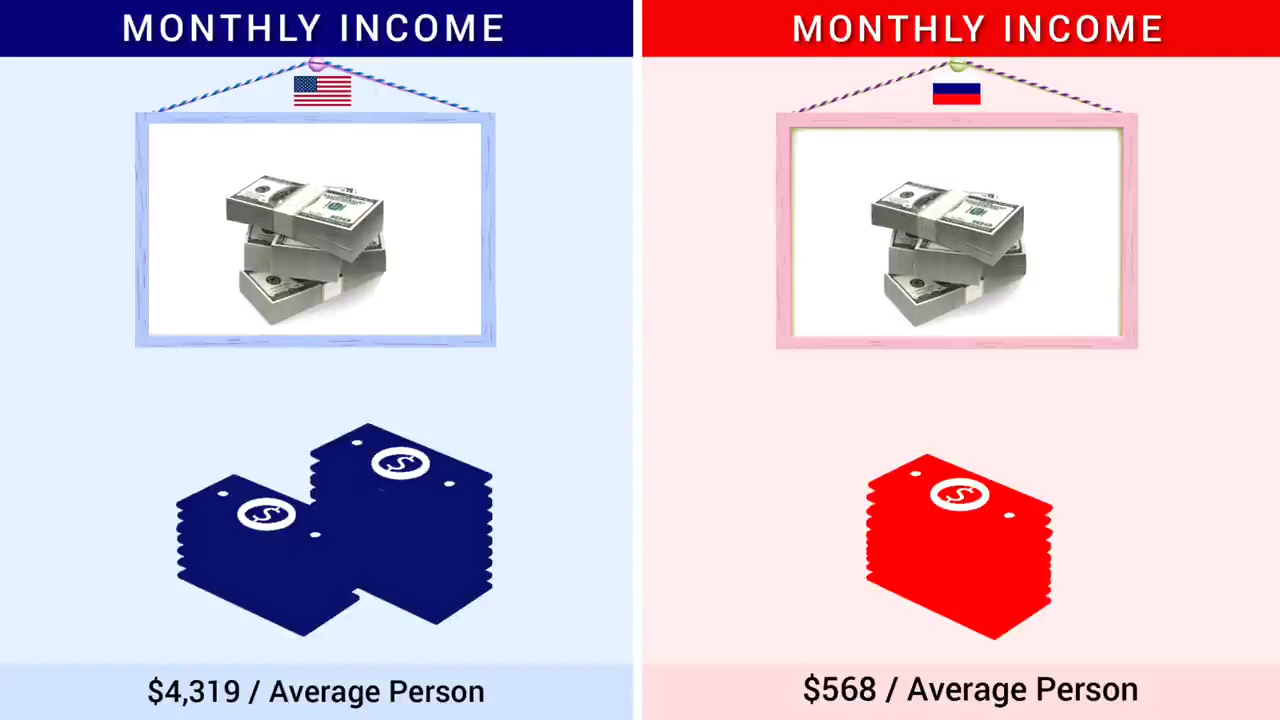 MONTHLY INCOME
$4,319 / Average Person
MONTHLY INCOME
$568 / Average Person